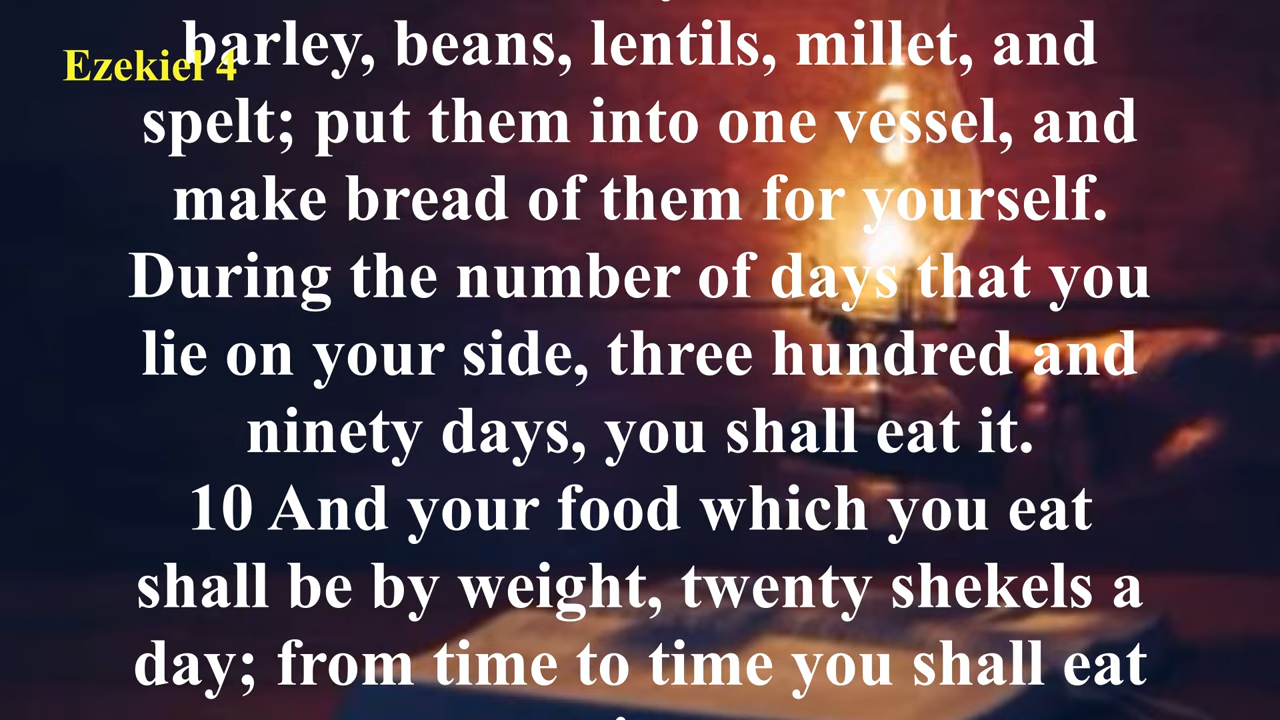 Ezekiel 4
barley, beans, lentils, millet, and
spelt; put them into one vessel, and
make bread of them for yourself.
During the number of days that you
lie on your side, three hundred and
ninety days, you shall eat it.
10 And your food which you eat
shall be by weight, twenty shekels a
day; from time to time you shall eat